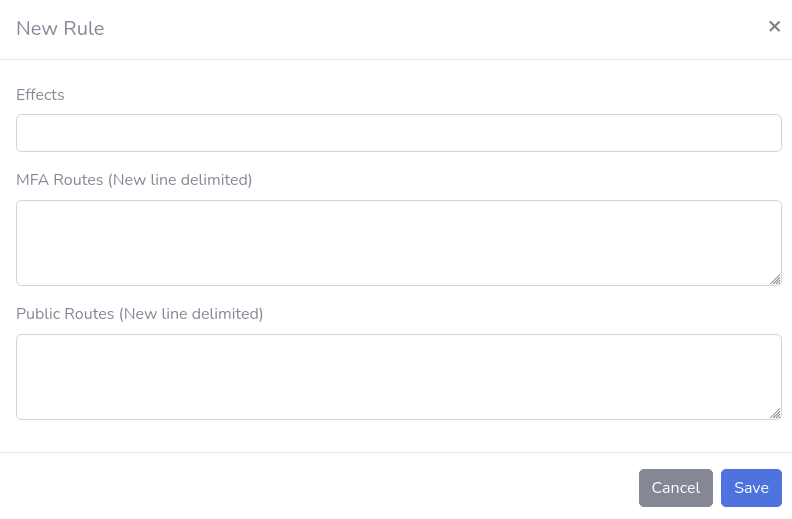 New Rule ×
Effects
MFA Routes (New line delimited)
Public Routes (New line delimited)
Cancel Save